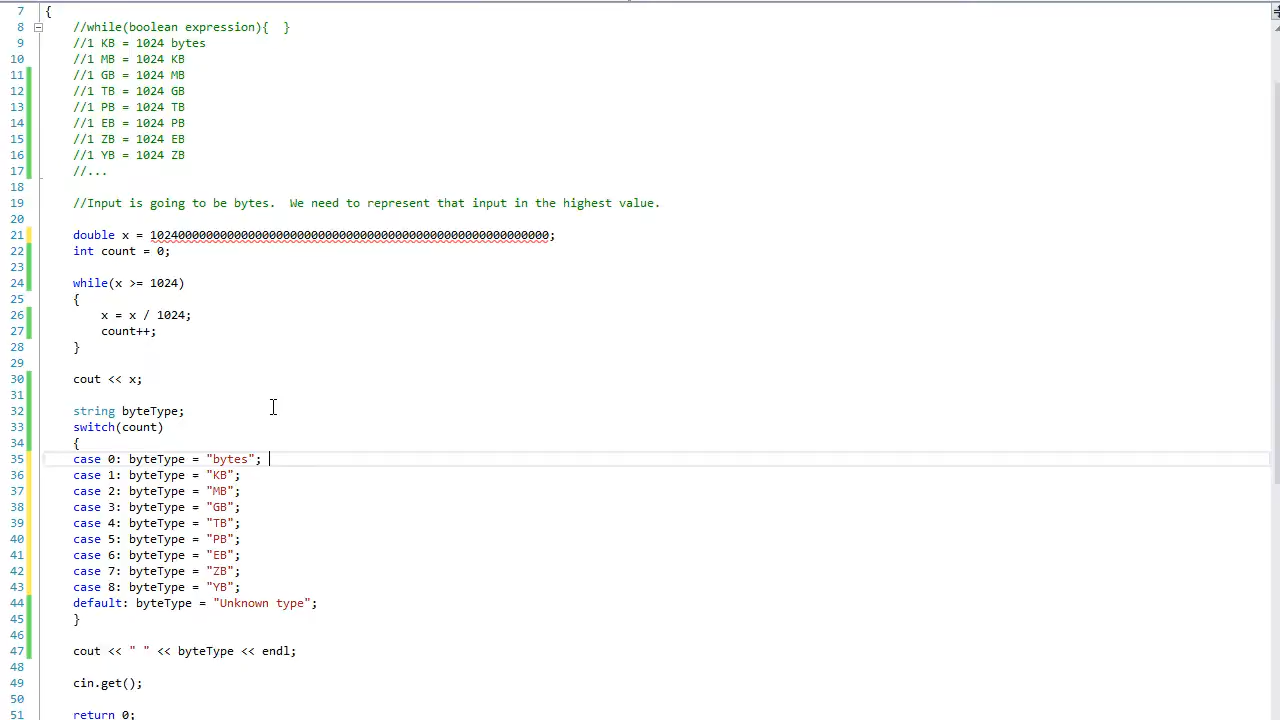 7 {
8 //while(boolean expression){  }
9 //1 KB = 1024 bytes
10 //1 MB = 1024 KB
11 //1 GB = 1024 MB
12 //1 TB = 1024 GB
13 //1 PB = 1024 TB
14 //1 EB = 1024 PB
15 //1 ZB = 1024 EB
16 //1 YB = 1024 ZB
17 //...
18
19 //Input is going to be bytes.  We need to represent that input in the highest value.
20
21 double x = 102400000000000000000000000000000000000000000000000000000;
22 int count = 0;
23
24 while(x >= 1024)
25 {
26 x = x / 1024;
27 count++;
28 }
29
30 cout << x;
31
32 string byteType;
33 switch(count)
34 {
35 case 0: byteType = "bytes";
36 case 1: byteType = "KB";
37 case 2: byteType = "MB";
38 case 3: byteType = "GB";
39 case 4: byteType = "TB";
40 case 5: byteType = "PB";
41 case 6: byteType = "EB";
42 case 7: byteType = "ZB";
43 case 8: byteType = "YB";
44 default: byteType = "Unknown type";
45 }
46
47 cout << " " << byteType << endl;
48
49 cin.get();
50
51 return 0;